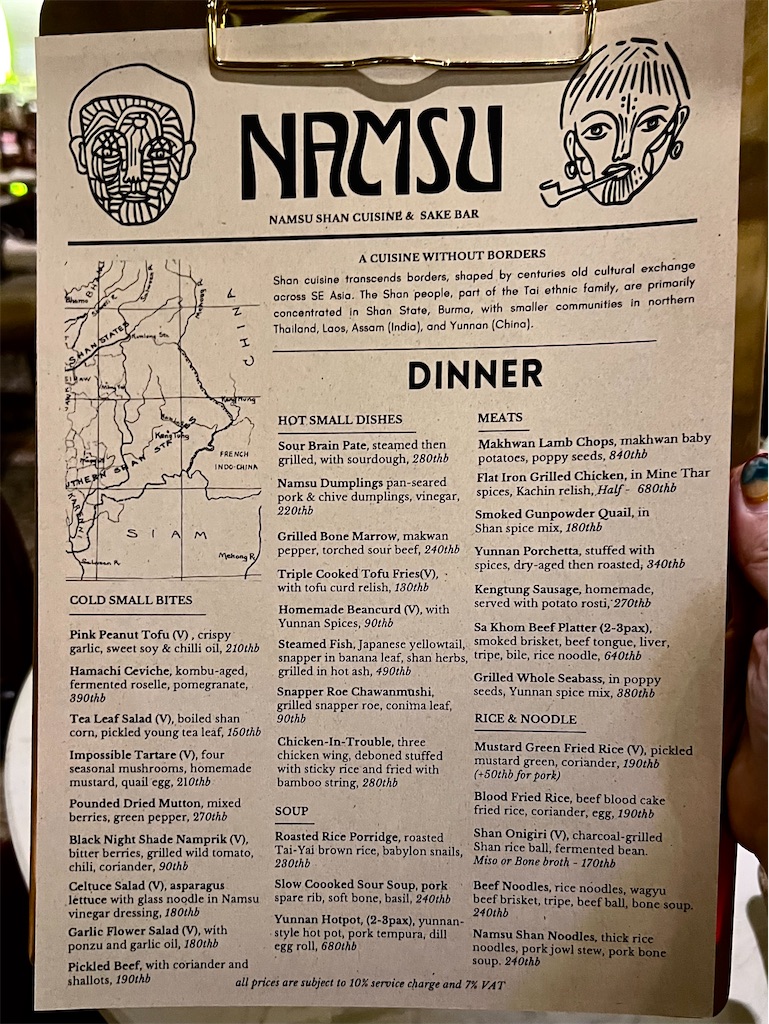 NAMSU
NAMSU SHAN CUISINE & SAKE BAR
A CUISINE WITHOUT BORDERS
Shan cuisine transcends borders, shaped by centuries old cultural exchange
across SE Asia. The Shan people, part of the Tai ethnic family, are primarily
concentrated in Shan State, Burma, with smaller communities in northern
Thailand, Laos, Assam (India), and Yunnan (China).
CHINA
SHAN STATES
Kengtung
FRENCH
INDO-CHINA
SIAM
Mekong R.
Salween R.
DINNER
COLD SMALL BITES
Pink Peanut Tofu (V) , crispy
garlic, sweet soy & chilli oil, 210thb
Hamachi Ceviche, kombu-aged,
fermented roselle, pomegranate,
390thb
Tea Leaf Salad (V), boiled shan
corn, pickled young tea leaf, 150thb
Impossible Tartare (V), four
seasonal mushrooms, homemade
mustard, quail egg, 210thb
Pounded Dried Mutton, mixed
berries, green pepper, 270thb
Black Night Shade Namprik (V),
bitter berries, grilled wild tomato,
chili, coriander, 90thb
Celtuce Salad (V), asparagus
lettuce with glass noodle in Namsu
vinegar dressing, 180thb
Garlic Flower Salad (V), with
ponzu and garlic oil, 180thb
Pickled Beef, with coriander and
shallots, 190thb
HOT SMALL DISHES
Sour Brain Pate, steamed then
grilled, with sourdough, 280thb
Namsu Dumplings pan-seared
pork & chive dumplings, vinegar,
220thb
Grilled Bone Marrow, makwan
pepper, torched sour beef, 240thb
Triple Cooked Tofu Fries(V),
with tofu curd relish, 130thb
Homemade Beancurd (V), with
Yunnan Spices, 90thb
Steamed Fish, Japanese yellowtail,
snapper in banana leaf, shan herbs,
grilled in hot ash, 490thb
Snapper Roe Chawanmushi,
grilled snapper roe, conima leaf,
90thb
Chicken-In-Trouble, three
chicken wing, deboned stuffed
with sticky rice and fried with
bamboo string, 280thb
SOUP
Roasted Rice Porridge, roasted
Tai-Yai brown rice, babylon snails,
230thb
Slow Coooked Sour Soup, pork
spare rib, soft bone, basil, 240thb
Yunnan Hotpot, (2-3pax), yunnan-
style hot pot, pork tempura, dill
egg roll, 680thb
MEATS
Makhwan Lamb Chops, makhwan baby
potatoes, poppy seeds, 840thb
Flat Iron Grilled Chicken, in Mine Thar
spices, Kachin relish, Half - 680thb
Smoked Gunpowder Quail, in
Shan spice mix, 180thb
Yunnan Porchetta, stuffed with
spices, dry-aged then roasted, 340thb
Kengtung Sausage, homemade,
served with potato rosti, 270thb
Sa Khom Beef Platter (2-3pax),
smoked brisket, beef tongue, liver,
tripe, bile, rice noodle, 640thb
Grilled Whole Seabass, in poppy
seeds, Yunnan spice mix, 380thb
RICE & NOODLE
Mustard Green Fried Rice (V), pickled
mustard green, coriander, 190thb
(+50thb for pork)
Blood Fried Rice, beef blood cake
fried rice, coriander, egg, 190thb
Shan Onigiri (V), charcoal-grilled
Shan rice ball, fermented bean.
Miso or Bone broth - 170thb
Beef Noodles, rice noodles, wagyu
beef brisket, tripe, beef ball, bone soup.
240thb
Namsu Shan Noodles, thick rice
noodles, pork jowl stew, pork bone
soup. 240thb
all prices are subject to 10% service charge and 7% VAT